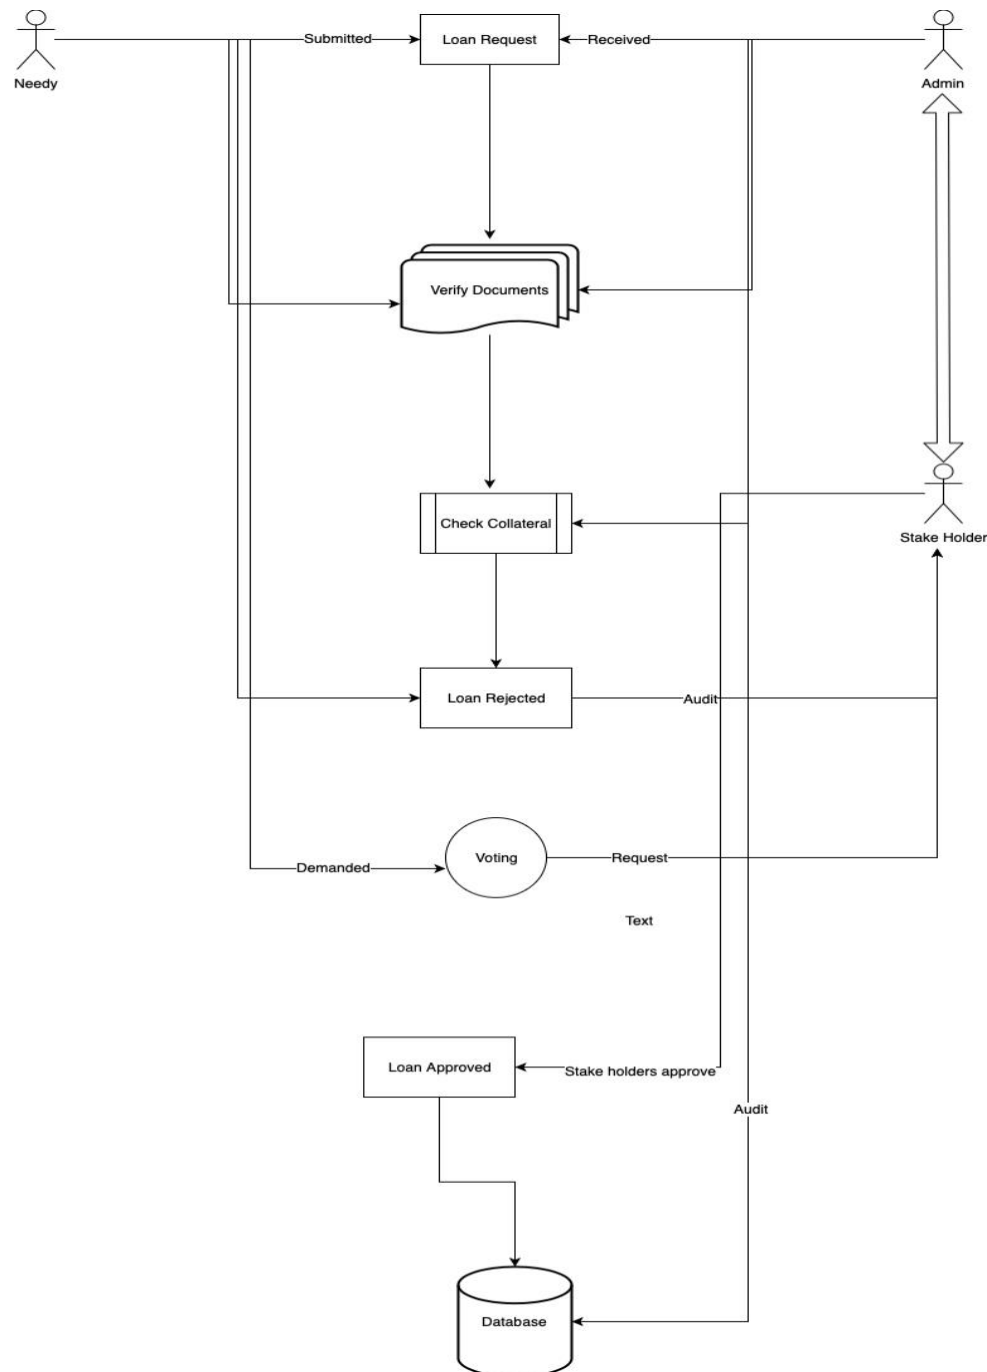 Submitted
Loan Request
Received
Needy
Admin
Verify Documents
Check Collateral
Stake Holder
Loan Rejected
Audit
Voting
Request
Demanded
Text
Loan Approved
Stake holders approve
Audit
Database